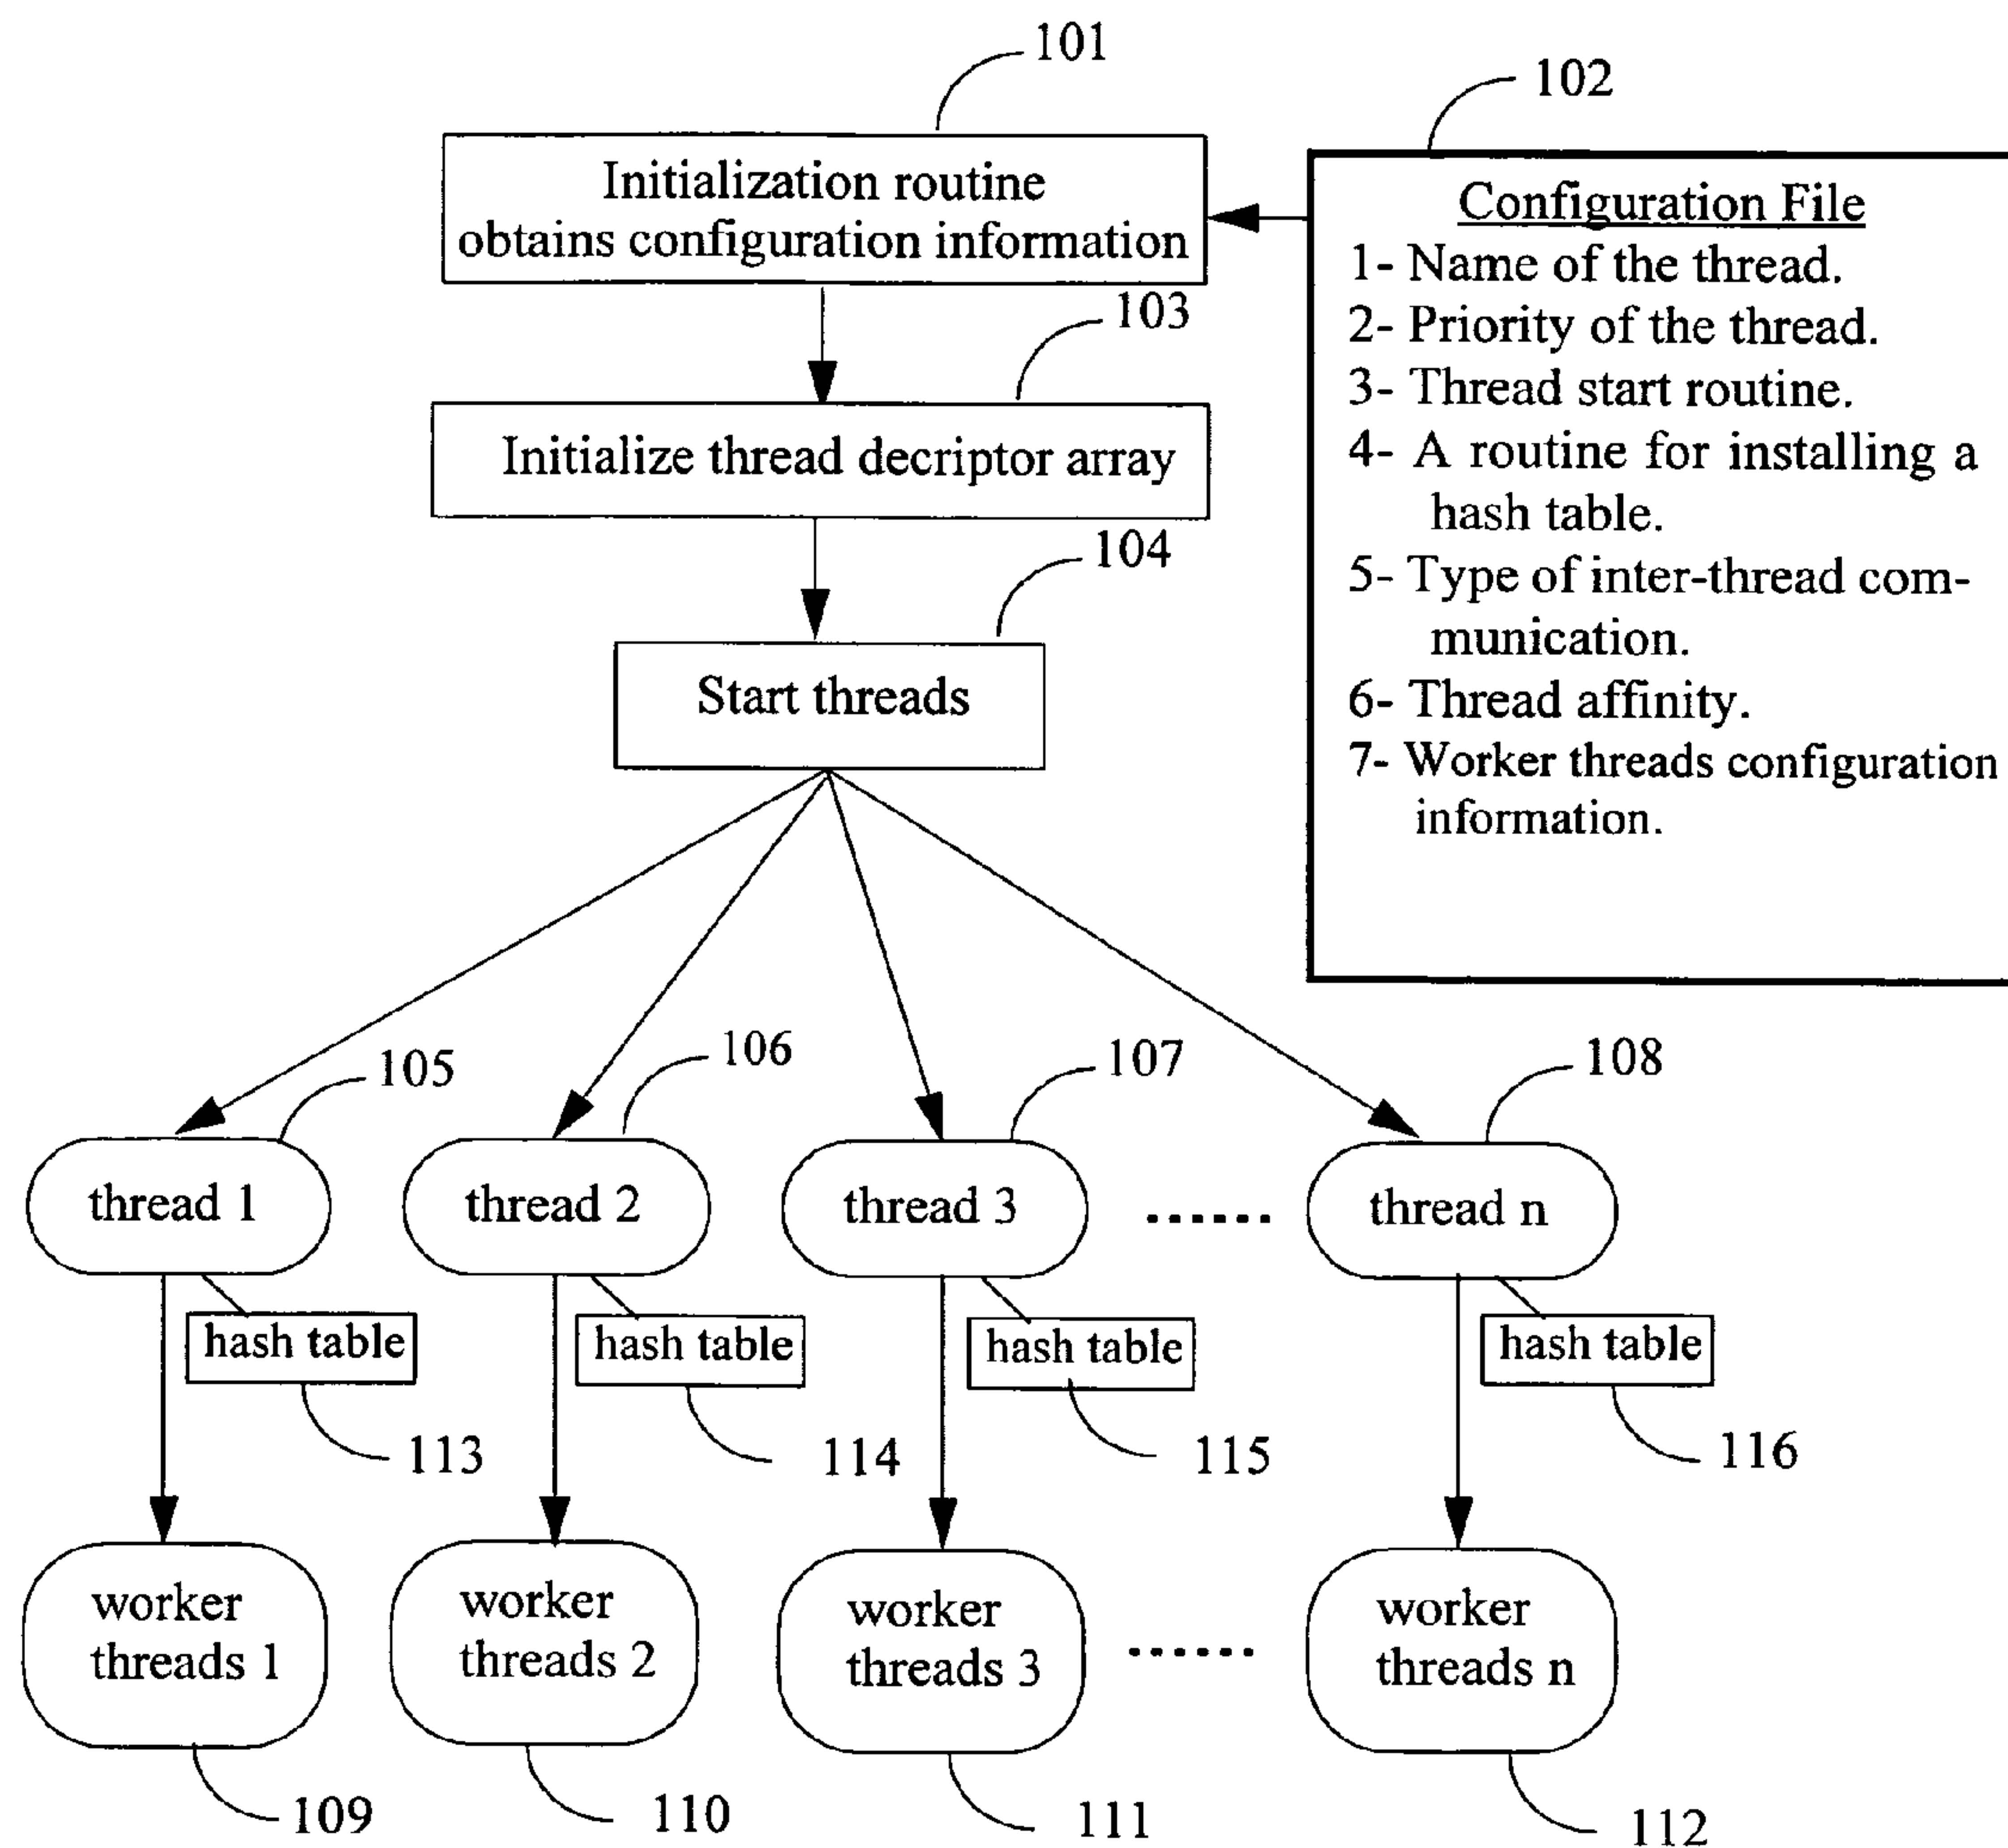 101
102
Initialization routine
obtains configuration information
Configuration File
1- Name of the thread.
2- Priority of the thread.
3- Thread start routine.
4- A routine for installing a
hash table.
5- Type of inter-thread com-
munication.
6- Thread affinity.
7- Worker threads configuration
information.
103
Initialize thread decriptor array
104
Start threads
105
106
107
108
thread 1
thread 2
thread 3
......
thread n
hash table
hash table
hash table
hash table
113
114
115
116
worker
threads 1
worker
threads 2
worker
threads 3
......
worker
threads n
109
110
111
112